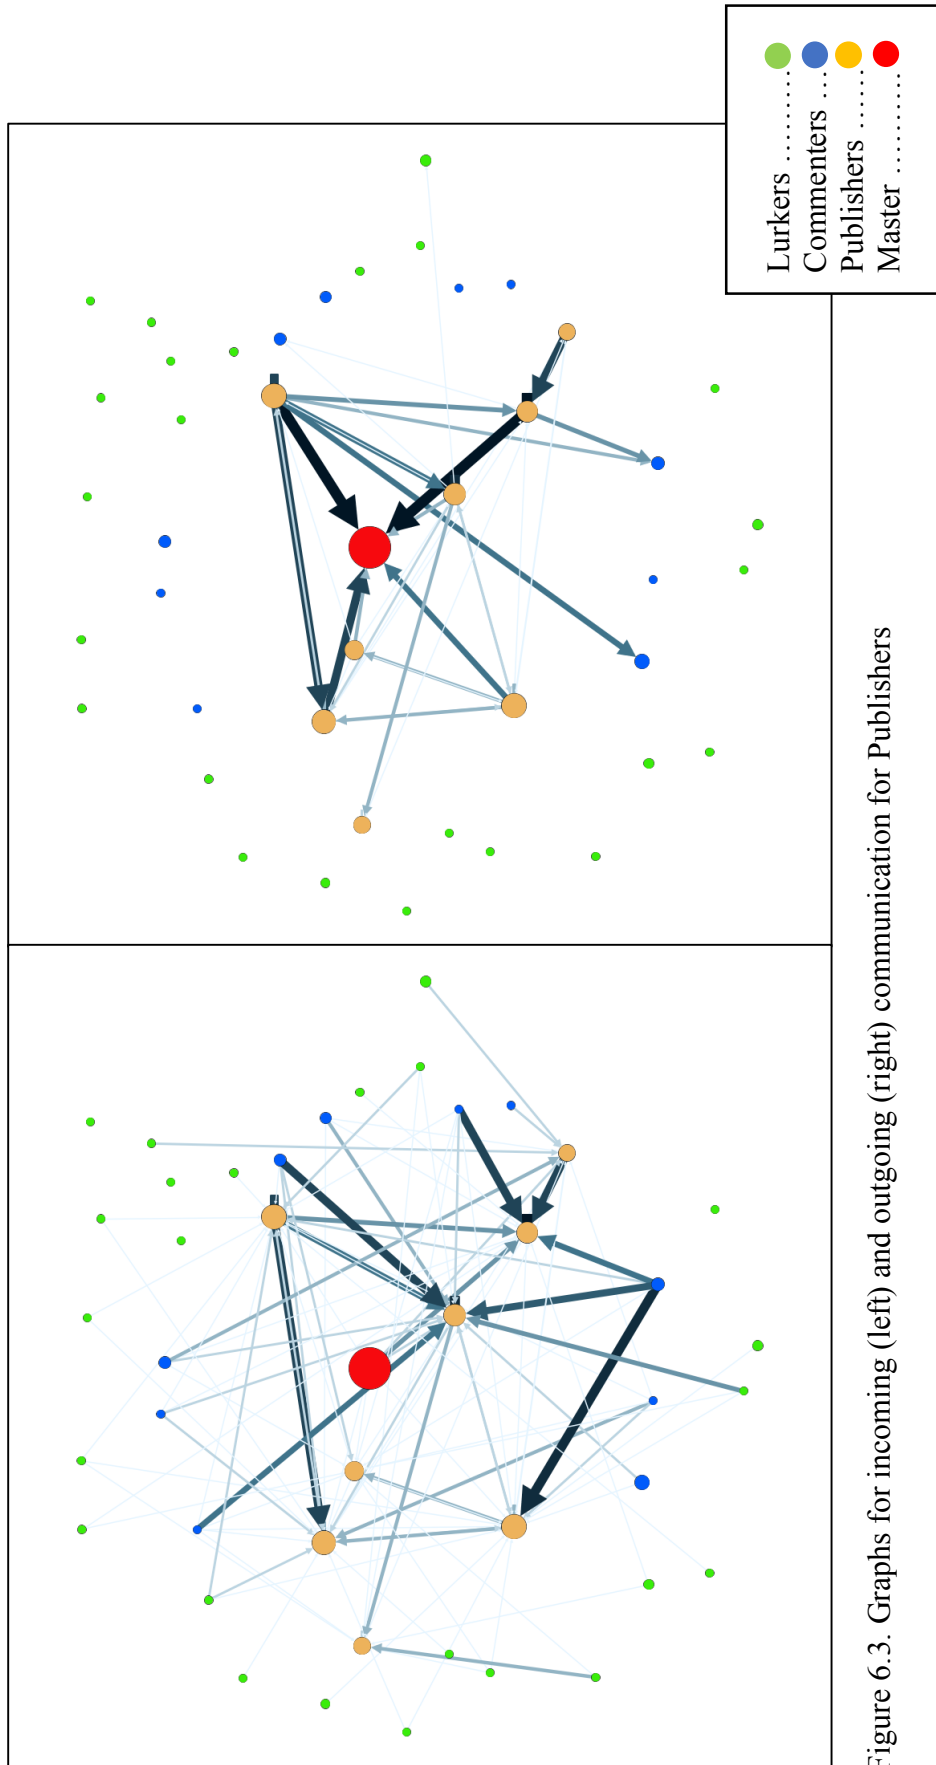 Lurkers ..........
Commenters ...
Publishers ......
Master ...........
Figure 6.3. Graphs for incoming (left) and outgoing (right) communication for Publishers